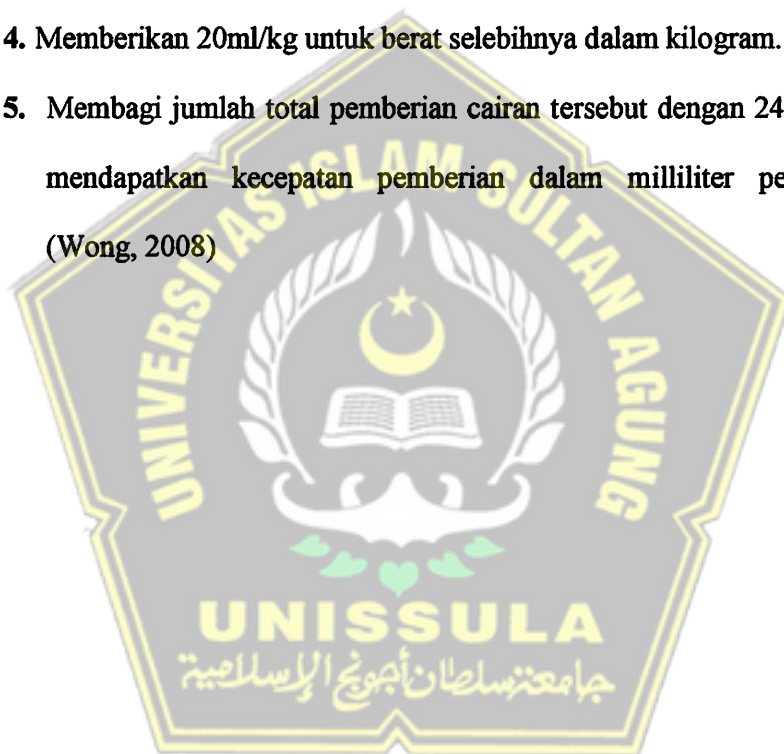 4. Memberikan 20ml/kg untuk berat selebihnya dalam kilogram.
5. Membagi jumlah total pemberian cairan tersebut dengan 24
mendapatkan kecepatan pemberian dalam milliliter pe
(Wong, 2008)
UNIVERSITAS ISLAM SULTAN AGUNG
UNISSULA
جامعة سلطان أجونج الإسلامية